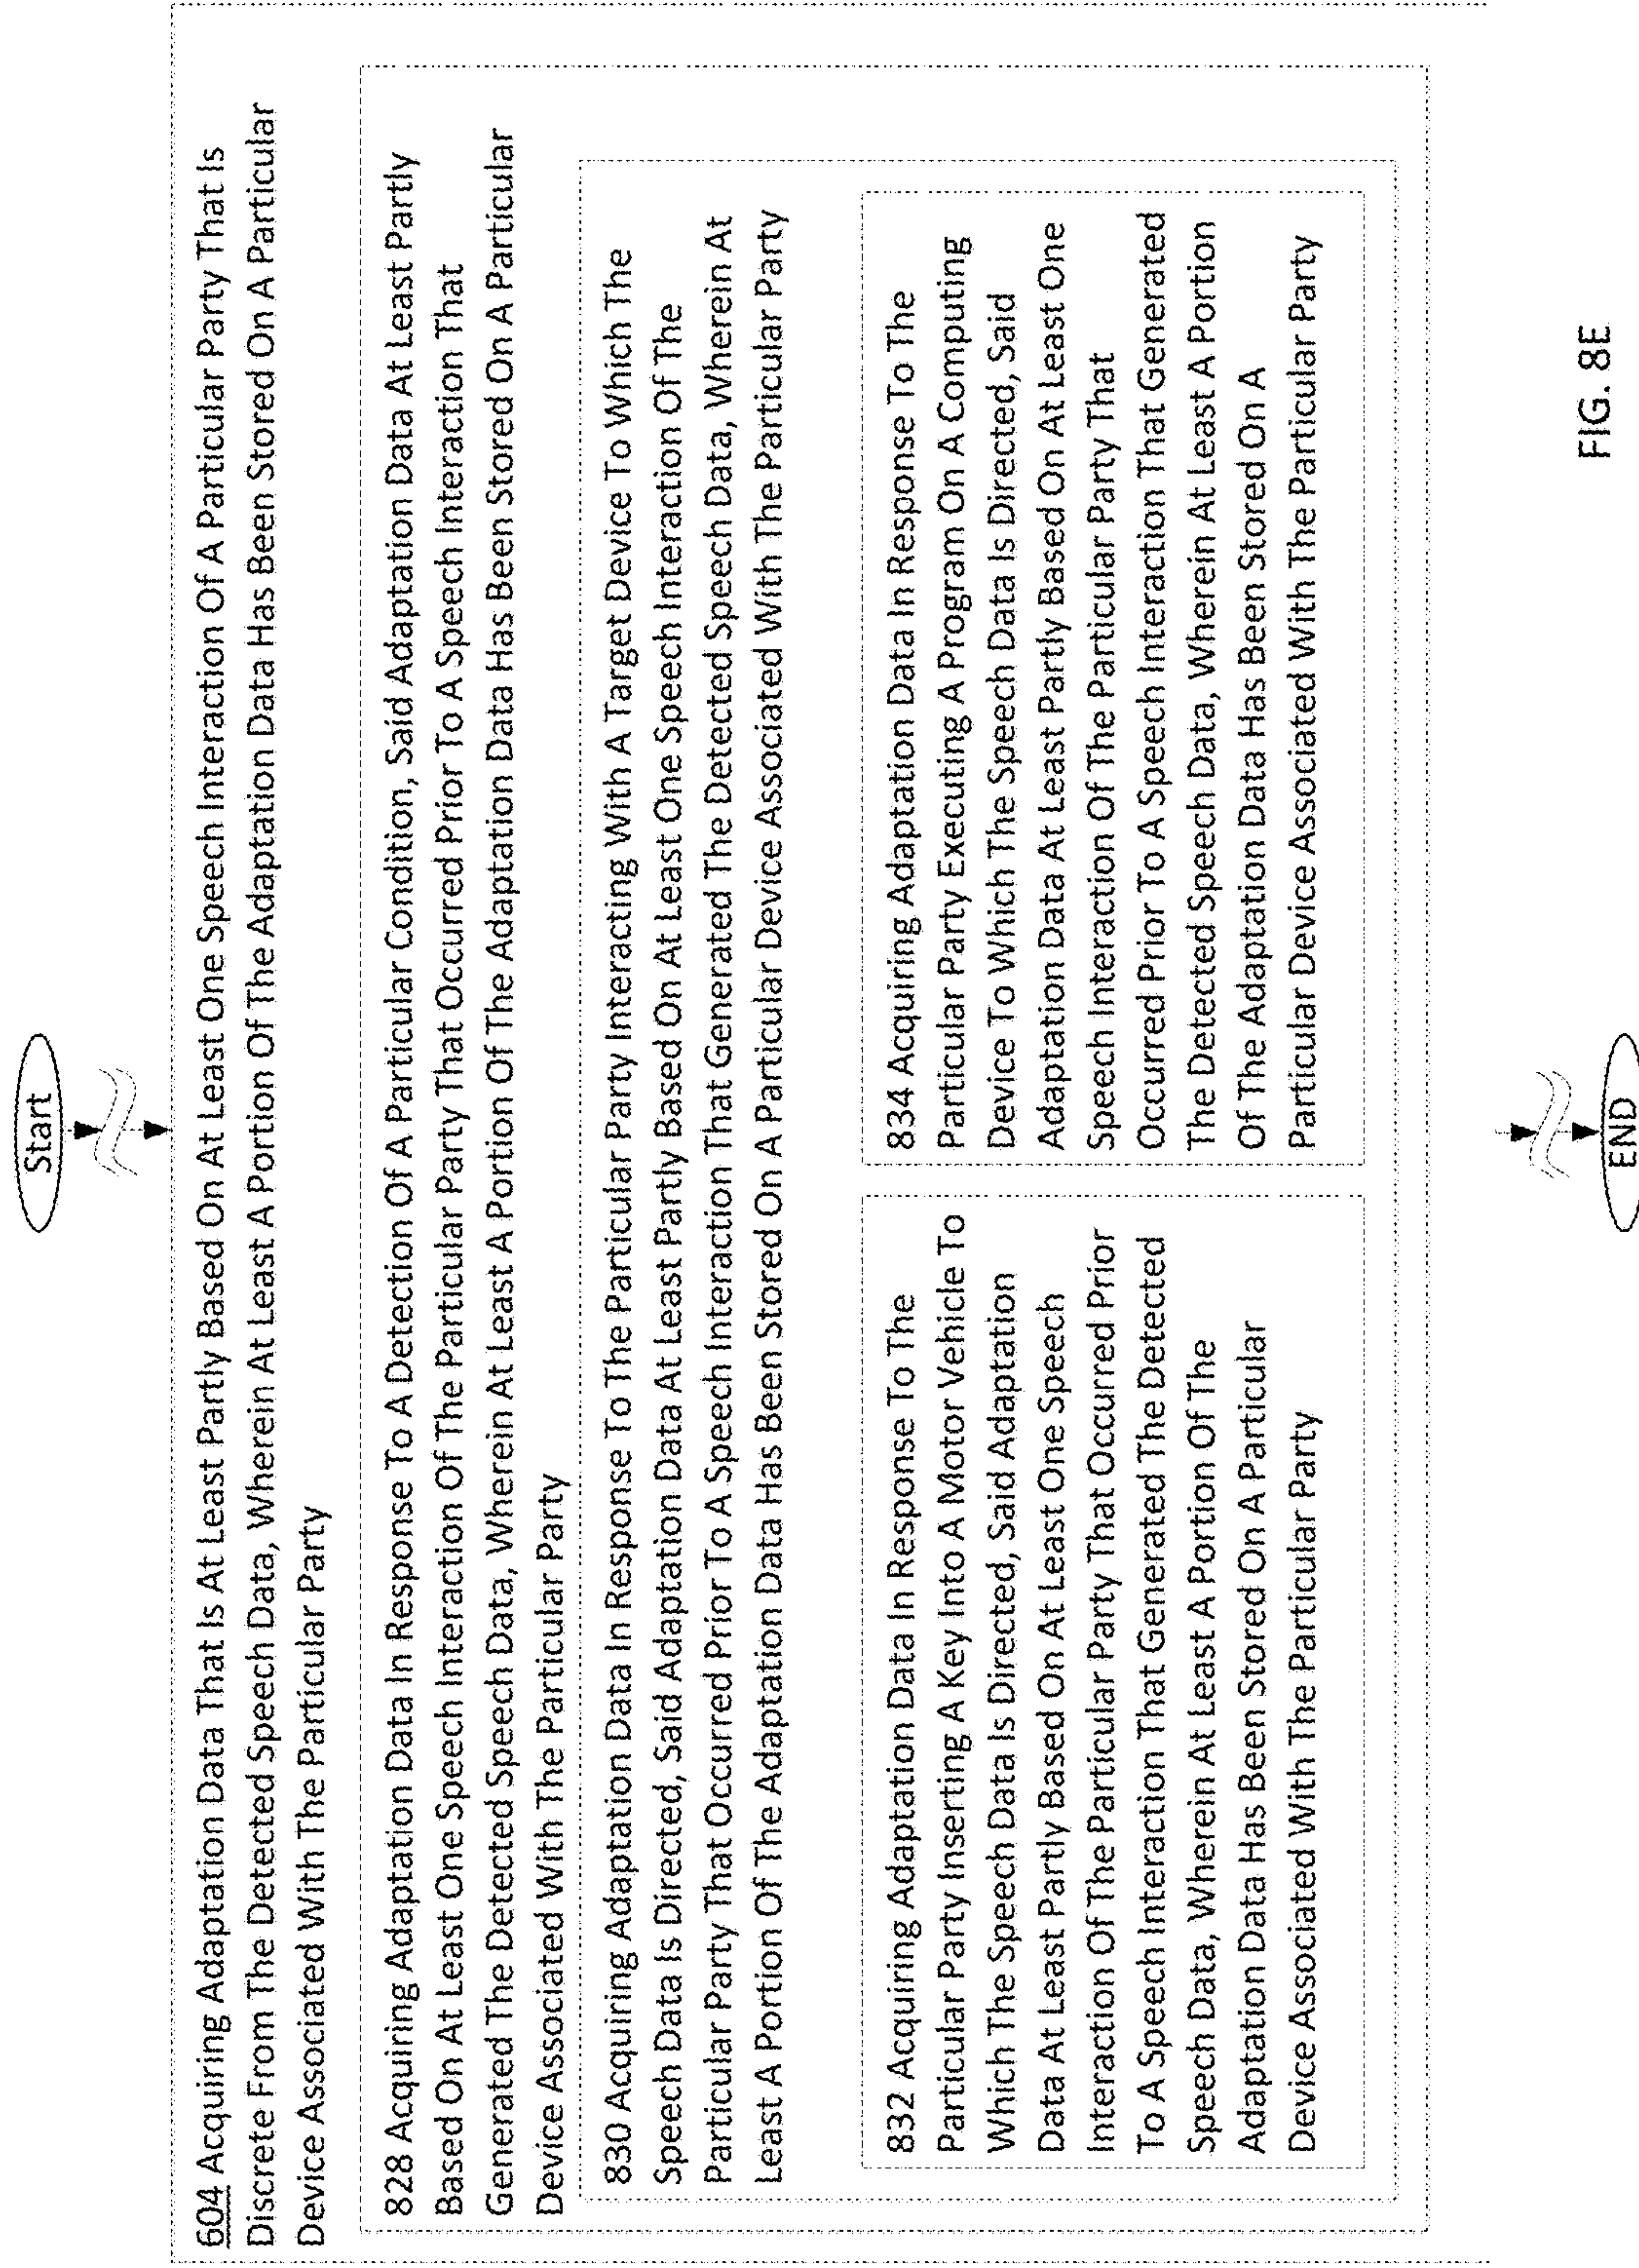 Start
604 Acquiring Adaptation Data That Is At Least Partly Based On At Least One Speech Interaction Of A Particular Party That Is
Discrete From The Detected Speech Data, Wherein At Least A Portion Of The Adaptation Data Has Been Stored On A Particular
Device Associated With The Particular Party
828 Acquiring Adaptation Data In Response To A Detection Of A Particular Condition, Said Adaptation Data At Least Partly
Based On At Least One Speech Interaction Of The Particular Party That Occurred Prior To A Speech Interaction That
Generated The Detected Speech Data, Wherein At Least A Portion Of The Adaptation Data Has Been Stored On A Particular
Device Associated With The Particular Party
830 Acquiring Adaptation Data In Response To The Particular Party Interacting With A Target Device To Which The
Speech Data Is Directed, Said Adaptation Data At Least Partly Based On At Least One Speech Interaction Of The
Particular Party That Occurred Prior To A Speech Interaction That Generated The Detected Speech Data, Wherein At
Least A Portion Of The Adaptation Data Has Been Stored On A Particular Device Associated With The Particular Party
832 Acquiring Adaptation Data In Response To The
Particular Party Inserting A Key Into A Motor Vehicle To
Which The Speech Data Is Directed, Said Adaptation
Data At Least Partly Based On At Least One Speech
Interaction Of The Particular Party That Occurred Prior
To A Speech Interaction That Generated The Detected
Speech Data, Wherein At Least A Portion Of The
Adaptation Data Has Been Stored On A Particular
Device Associated With The Particular Party
834 Acquiring Adaptation Data In Response To The
Particular Party Executing A Program On A Computing
Device To Which The Speech Data Is Directed, Said
Adaptation Data At Least Partly Based On At Least One
Speech Interaction Of The Particular Party That
Occurred Prior To A Speech Interaction That Generated
The Detected Speech Data, Wherein At Least A Portion
Of The Adaptation Data Has Been Stored On A
Particular Device Associated With The Particular Party
END
FIG. 8E